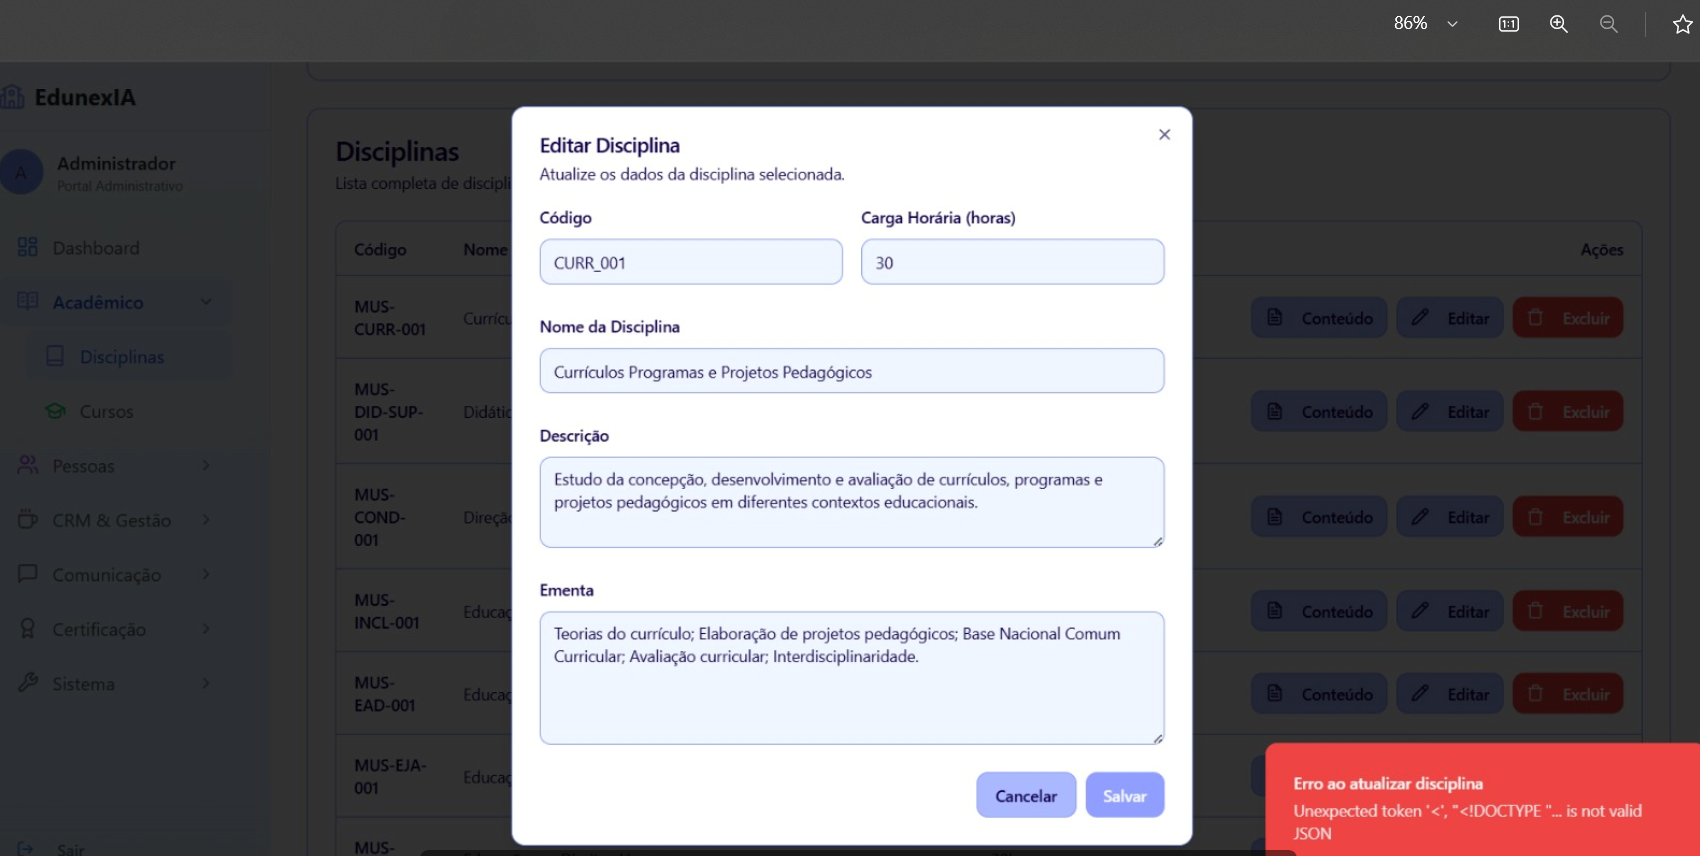 86%
EdunexIA
A
Administrador
Portal Administrativo
Dashboard
Acadêmico
Disciplinas
Cursos
Pessoas
CRM & Gestão
Comunicação
Certificação
Sistema
Sair
Disciplinas
Lista completa de discipli
Código Nome Ações
MUS-
CURR-001
Currícu
Conteúdo Editar Excluir
MUS-
DID-SUP-
001
Didátic
Conteúdo Editar Excluir
MUS-
COND-
001
Direção
Conteúdo Editar Excluir
MUS-
INCL-001
Educaç
Conteúdo Editar Excluir
MUS-
EAD-001
Educaç
Conteúdo Editar Excluir
MUS-EJA-
001
Educaç
MUS-
Editar Disciplina
Atualize os dados da disciplina selecionada.
Código
CURR_001
Carga Horária (horas)
30
Nome da Disciplina
Currículos Programas e Projetos Pedagógicos
Descrição
Estudo da concepção, desenvolvimento e avaliação de currículos, programas e
projetos pedagógicos em diferentes contextos educacionais.
Ementa
Teorias do currículo; Elaboração de projetos pedagógicos; Base Nacional Comum
Curricular; Avaliação curricular; Interdisciplinaridade.
Cancelar Salvar
Erro ao atualizar disciplina
Unexpected token '<', "<!DOCTYPE "... is not valid
JSON